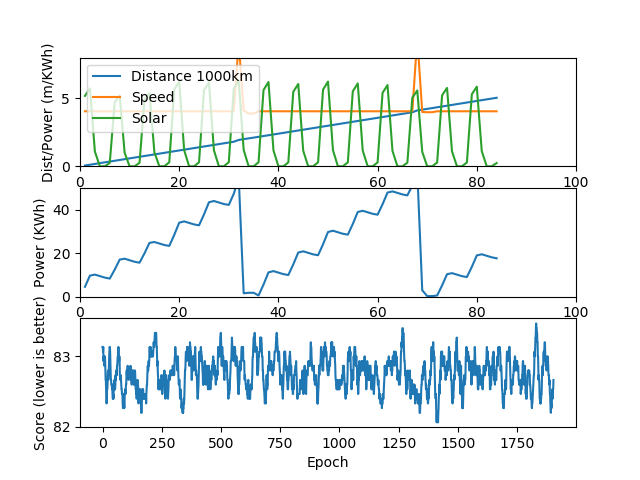 Dist/Power (m/KWh)
5
0
Distance 1000km
Speed
Solar
0 20 40 60 80 100
Power (KWh)
40
20
0
0 20 40 60 80 100
Score (lower is better)
83
82
0 250 500 750 1000 1250 1500 1750
Epoch